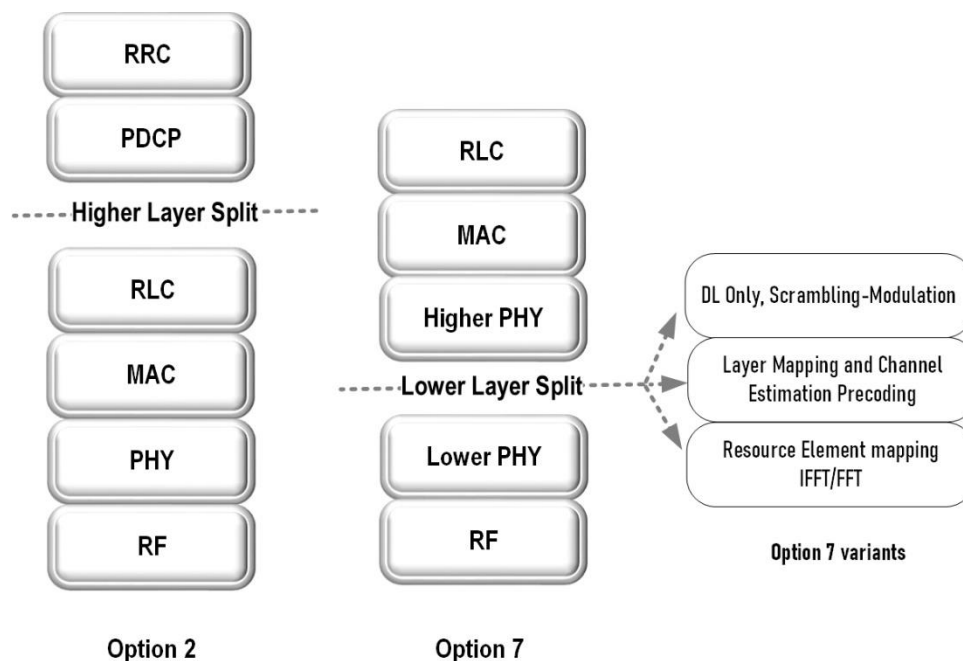 RRC
PDCP
Higher Layer Split
RLC
MAC
PHY
RF
Option 2
RLC
MAC
Higher PHY
Lower Layer Split
Lower PHY
RF
Option 7
DL Only, Scrambling-Modulation
Layer Mapping and Channel
Estimation Precoding
Resource Element mapping
IFFT/FFT
Option 7 variants